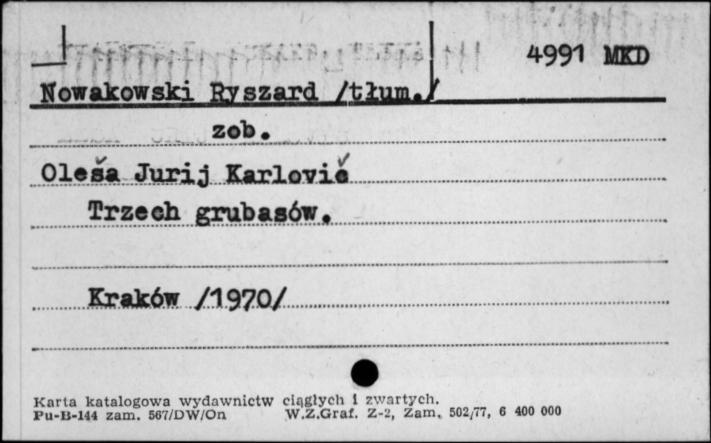 4991 MKD
Nowakowski Ryszard /tłum./
zob.
Oleša Jurij Karlovič
Trzech grubasów.
Kraków /1970/
Karta katalogowa wydawnictw ciągłych i zwartych.
Pu-B-144 zam. 567/DW/On W.Z.Graf. Z-2, Zam. 502/77, 6 400 000